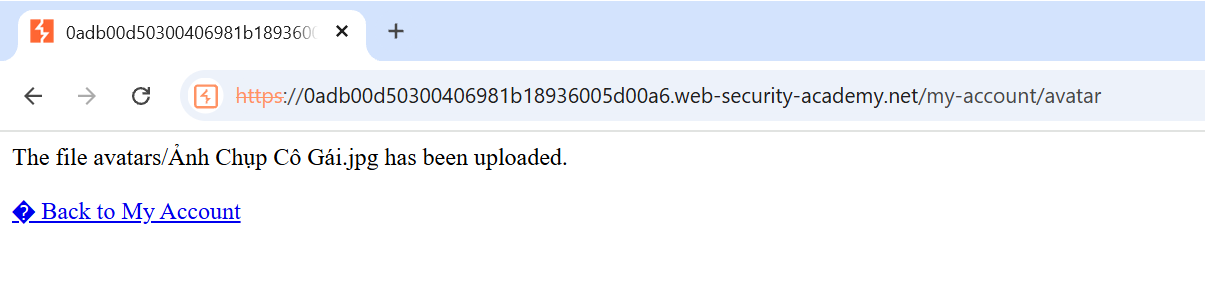 0adb00d50300406981b189360
https://0adb00d50300406981b18936005d00a6.web-security-academy.net/my-account/avatar
The file avatars/Ảnh Chụp Cô Gái.jpg has been uploaded.
� Back to My Account